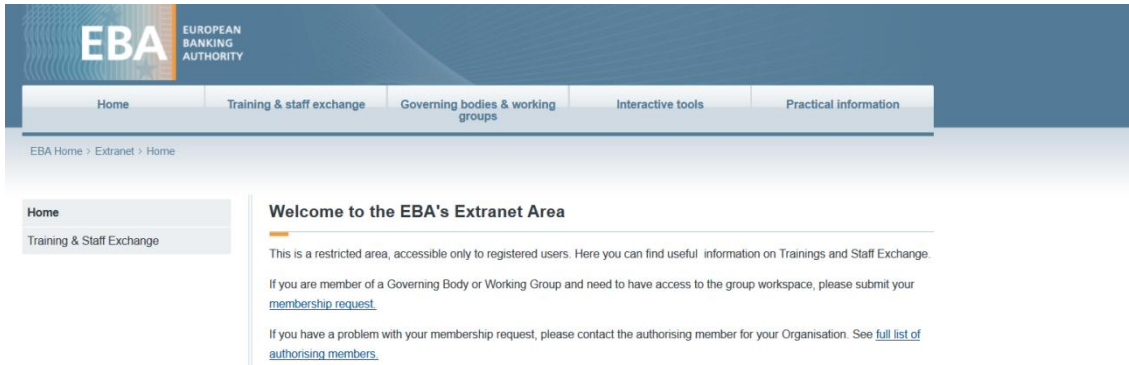 EBA
EUROPEAN
BANKING
AUTHORITY
Home
Training & staff exchange
Governing bodies & working
groups
Interactive tools
Practical information
EBA Home > Extranet > Home
Home
Training & Staff Exchange
Welcome to the EBA's Extranet Area
This is a restricted area, accessible only to registered users. Here you can find useful information on Trainings and Staff Exchange.
If you are member of a Governing Body or Working Group and need to have access to the group workspace, please submit your
membership request.
If you have a problem with your membership request, please contact the authorising member for your Organisation. See full list of
authorising members.